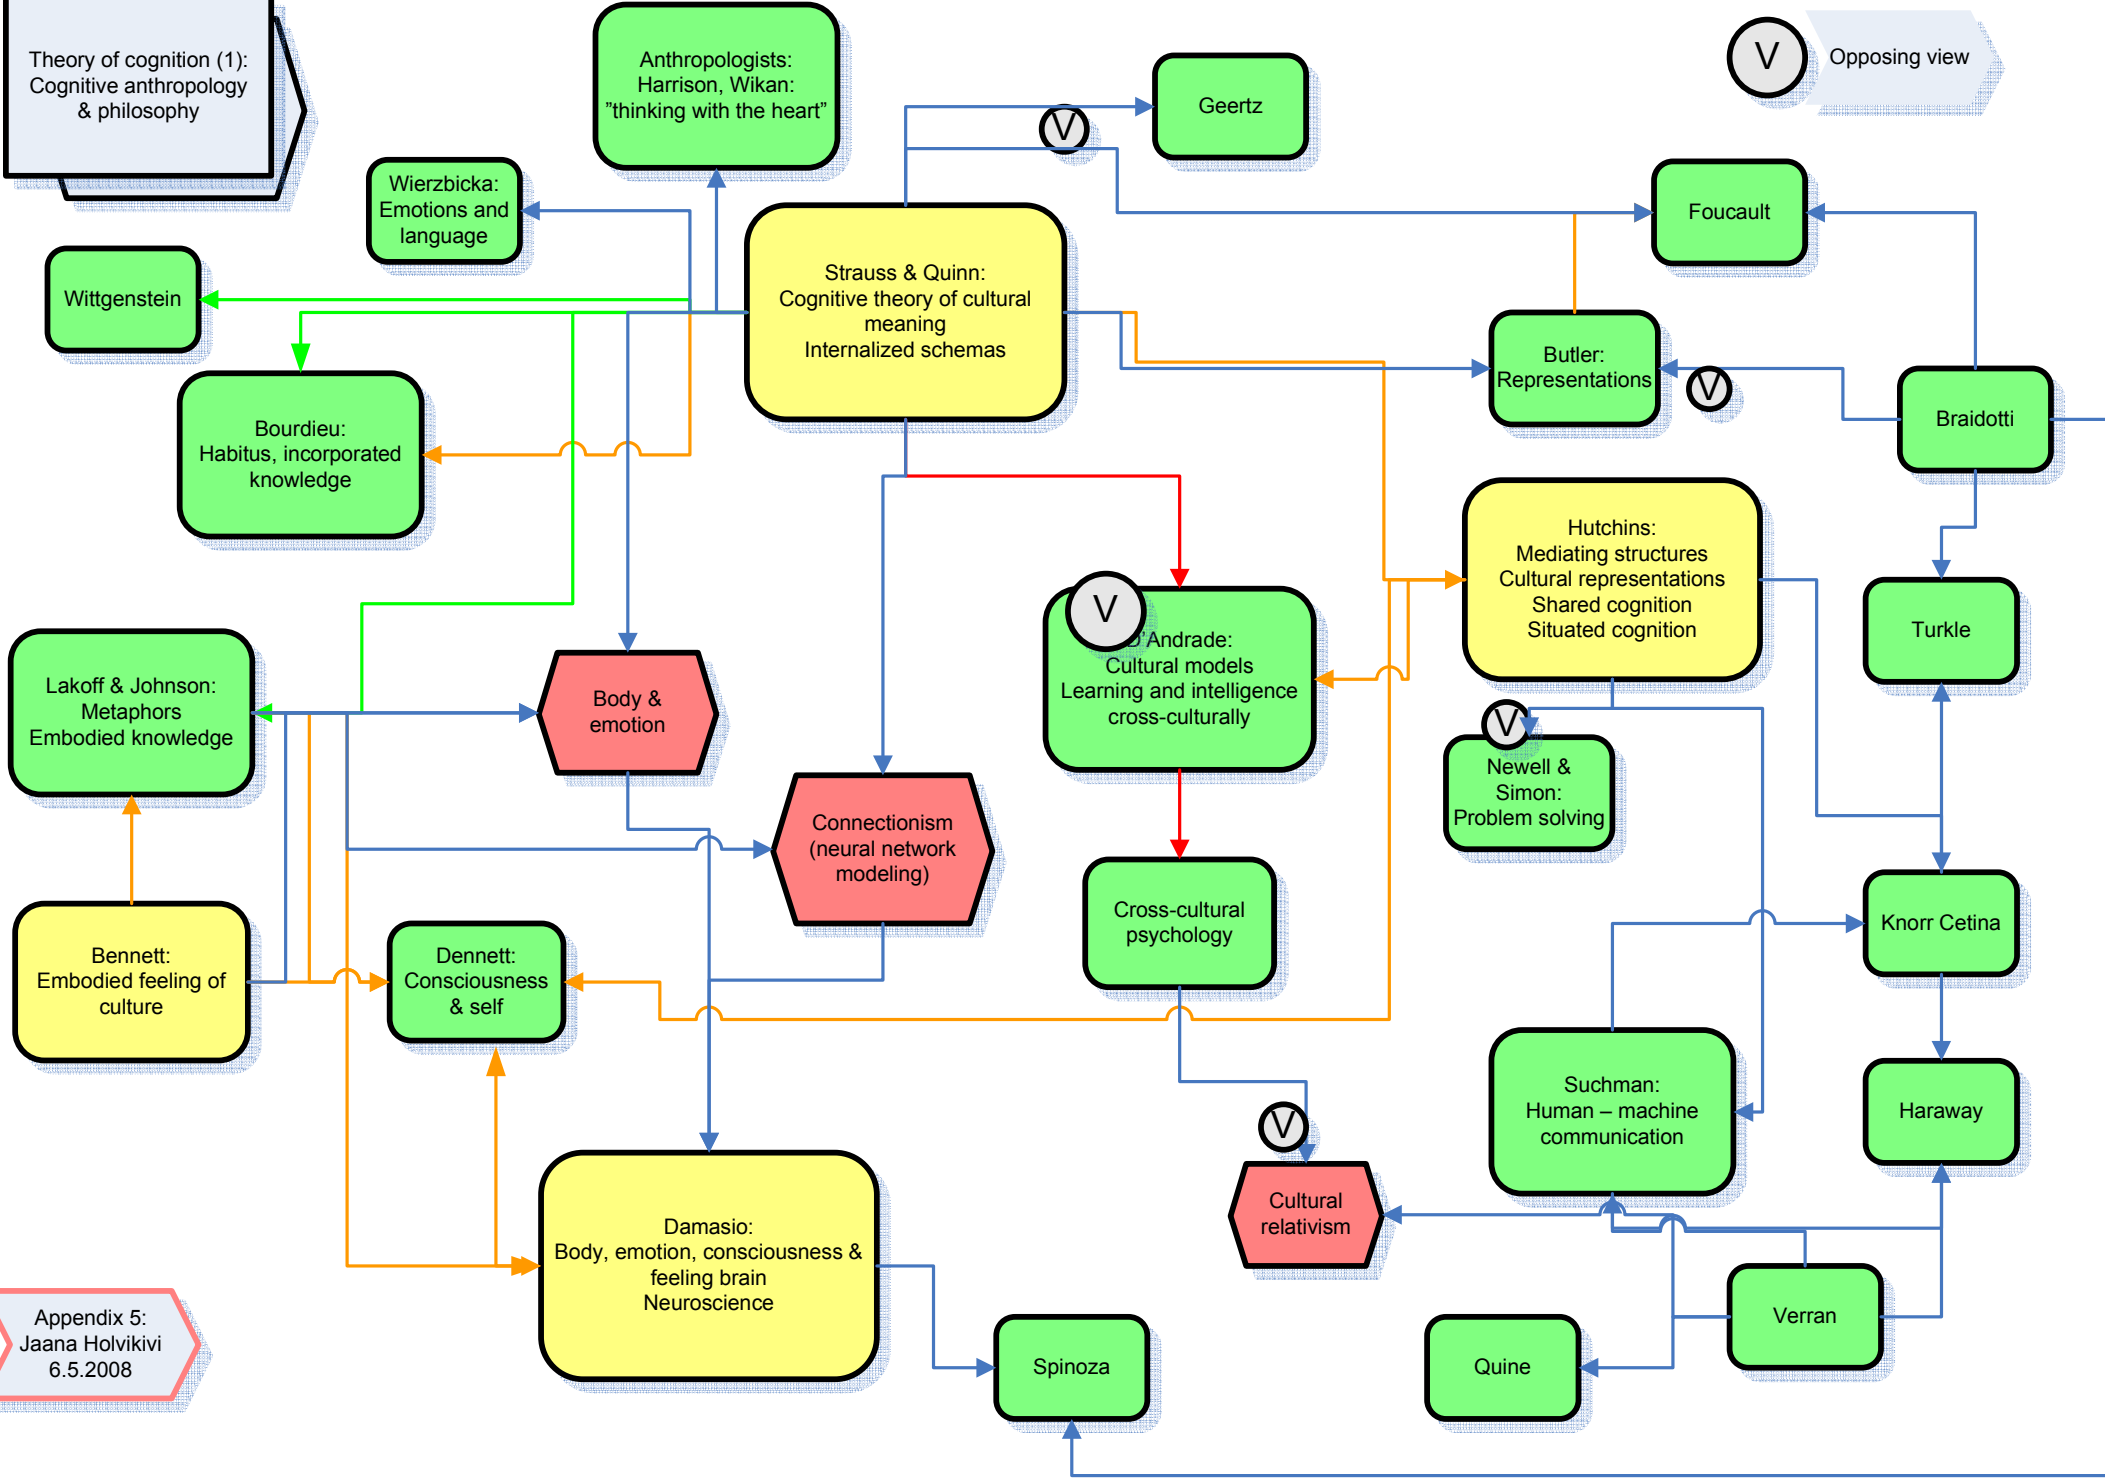 Theory of cognition (1):
Cognitive anthropology
& philosophy
Anthropologists:
Harrison, Wikan:
”thinking with the heart”
Geertz
V
Opposing view
V
Wierzbicka:
Emotions and
language
Foucault
Wittgenstein
Strauss & Quinn:
Cognitive theory of cultural
meaning
Internalized schemas
Butler:
Representations
V
Braidotti
Bourdieu:
Habitus, incorporated
knowledge
Hutchins:
Mediating structures
Cultural representations
Shared cognition
Situated cognition
Turkle
V
D’Andrade:
Cultural models
Learning and intelligence
cross-culturally
Lakoff & Johnson:
Metaphors
Embodied knowledge
Body &
emotion
V
Newell &
Simon:
Problem solving
Connectionism
(neural network
modeling)
Cross-cultural
psychology
Knorr Cetina
Bennett:
Embodied feeling of
culture
Dennett:
Consciousness
& self
Suchman:
Human – machine
communication
Haraway
V
Cultural
relativism
Damasio:
Body, emotion, consciousness &
feeling brain
Neuroscience
Verran
Appendix 5:
Jaana Holvikivi
6.5.2008
Spinoza
Quine